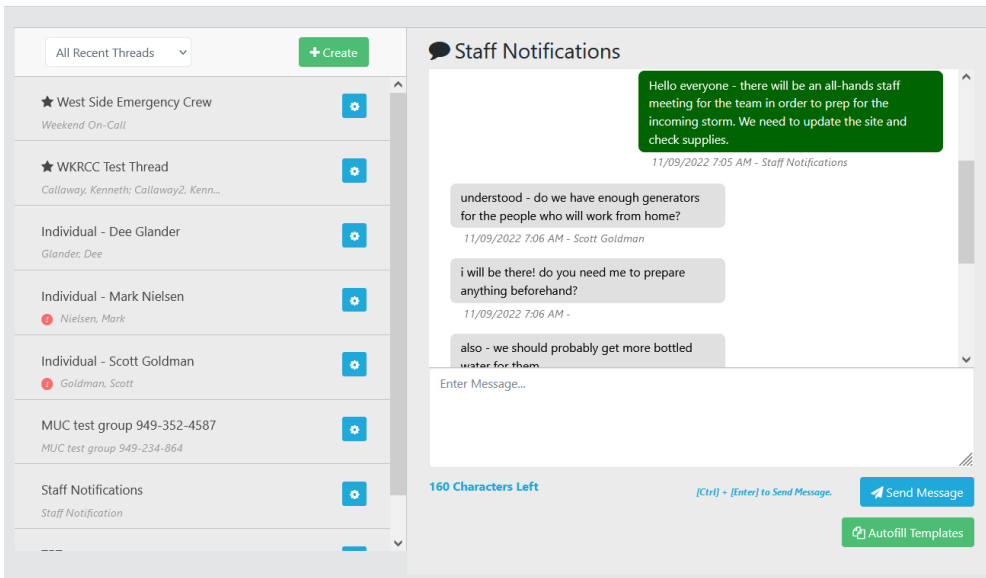 All Recent Threads
+ Create
West Side Emergency Crew
Weekend On-Call
WKRCC Test Thread
Callaway, Kenneth; Callaway2, Kenn...
Individual - Dee Glander
Glander, Dee
Individual - Mark Nielsen
Nielsen, Mark
Individual - Scott Goldman
Goldman, Scott
MUC test group 949-352-4587
MUC test group 949-234-864
Staff Notifications
Staff Notification
Staff Notifications
Hello everyone - there will be an all-hands staff
meeting for the team in order to prep for the
incoming storm. We need to update the site and
check supplies.
11/09/2022 7:05 AM - Staff Notifications
understood - do we have enough generators
for the people who will work from home?
11/09/2022 7:06 AM - Scott Goldman
i will be there! do you need me to prepare
anything beforehand?
11/09/2022 7:06 AM -
also - we should probably get more bottled
water for them
Enter Message...
160 Characters Left
[Ctrl] + [Enter] to Send Message.
Send Message
Autofill Templates